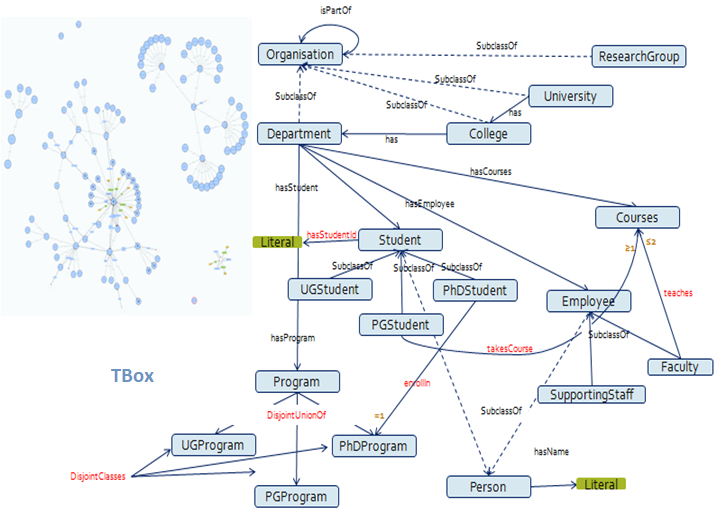 isPartOf
Organisation
SubclassOf
ResearchGroup
SubclassOf
SubclassOf
SubclassOf
University
has
Department
has
College
hasStudent
hasCourses
hasEmployee
Courses
Literal
hasStudentId
Student
≥1
≤2
SubclassOf
SubclassOf
SubclassOf
UGStudent
PhDStudent
teaches
Employee
PGStudent
hasProgram
takesCourse
SubclassOf
Faculty
TBox
Program
enrollIn
SupportingStaff
DisjointUnionOf
=1
SubclassOf
UGProgram
PhDProgram
hasName
DisjointClasses
PGProgram
Person
Literal